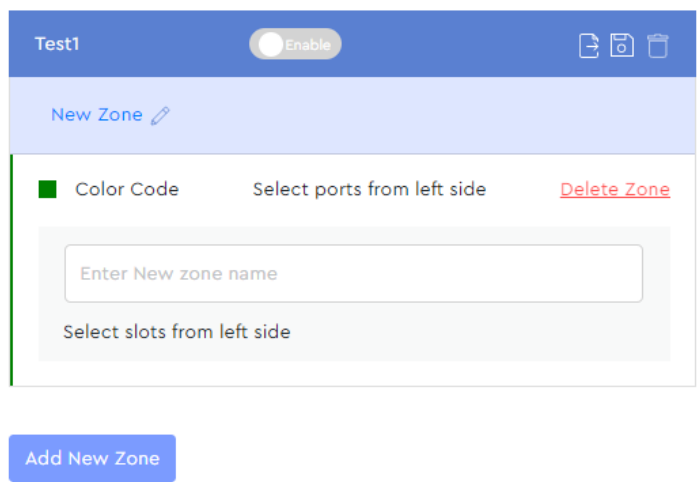 Test1
Enable
New Zone
Color Code
Select ports from left side
Delete Zone
Enter New zone name
Select slots from left side
Add New Zone